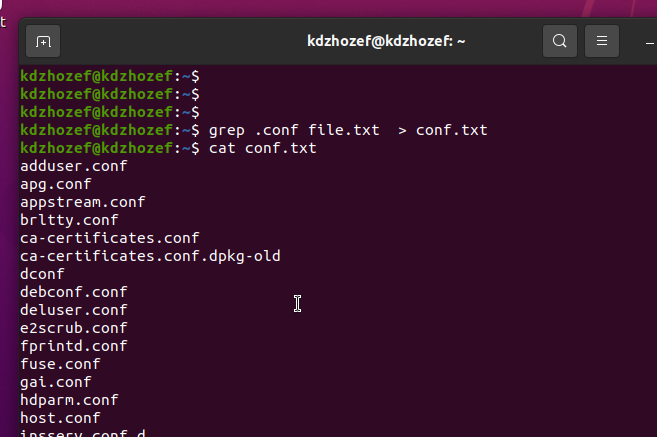 t
kdzhozef@kdzhozef: ~
kdzhozef@kdzhozef:~$
kdzhozef@kdzhozef:~$
kdzhozef@kdzhozef:~$
kdzhozef@kdzhozef:~$ grep .conf file.txt  > conf.txt
kdzhozef@kdzhozef:~$ cat conf.txt
adduser.conf
apg.conf
appstream.conf
brltty.conf
ca-certificates.conf
ca-certificates.conf.dpkg-old
dconf
debconf.conf
deluser.conf
e2scrub.conf
fprintd.conf
fuse.conf
gai.conf
hdparm.conf
host.conf
insserv.conf.d